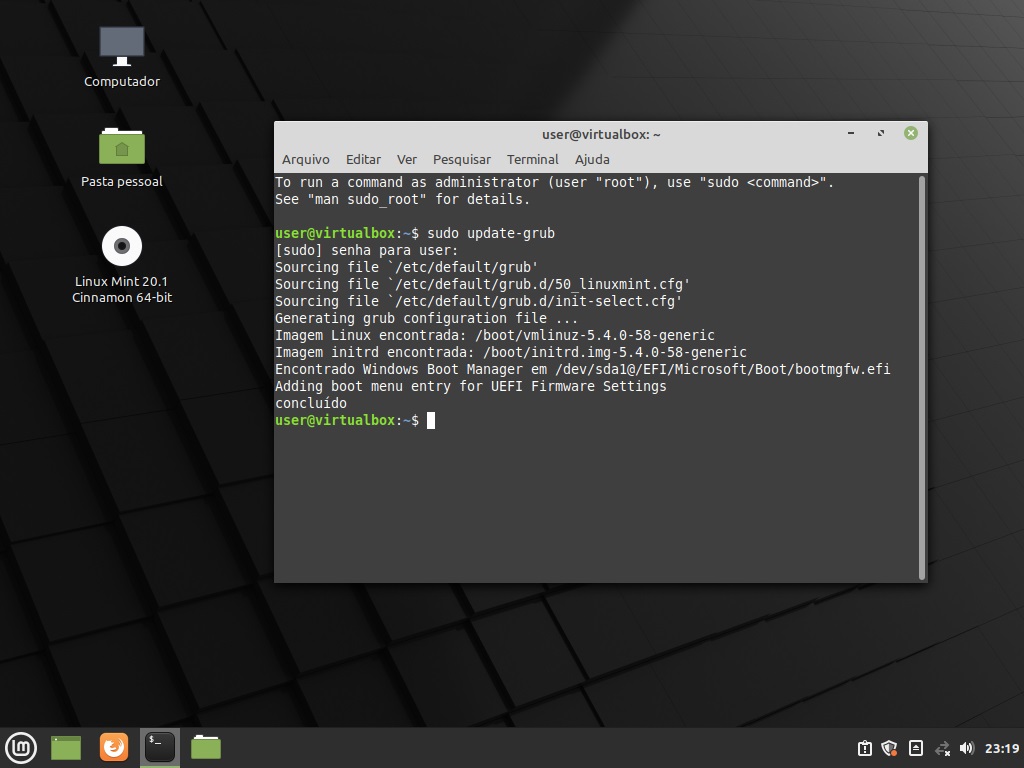 Computador
Pasta pessoal
Linux Mint 20.1
Cinnamon 64-bit
user@virtualbox: ~
Arquivo Editar Ver Pesquisar Terminal Ajuda
To run a command as administrator (user "root"), use "sudo <command>".
See "man sudo_root" for details.
user@virtualbox:~$ sudo update-grub
[sudo] senha para user:
Sourcing file `/etc/default/grub'
Sourcing file `/etc/default/grub.d/50_linuxmint.cfg'
Sourcing file `/etc/default/grub.d/init-select.cfg'
Generating grub configuration file ...
Imagem Linux encontrada: /boot/vmlinuz-5.4.0-58-generic
Imagem initrd encontrada: /boot/initrd.img-5.4.0-58-generic
Encontrado Windows Boot Manager em /dev/sda1@/EFI/Microsoft/Boot/bootmgfw.efi
Adding boot menu entry for UEFI Firmware Settings
concluído
user@virtualbox:~$
$_
23:19